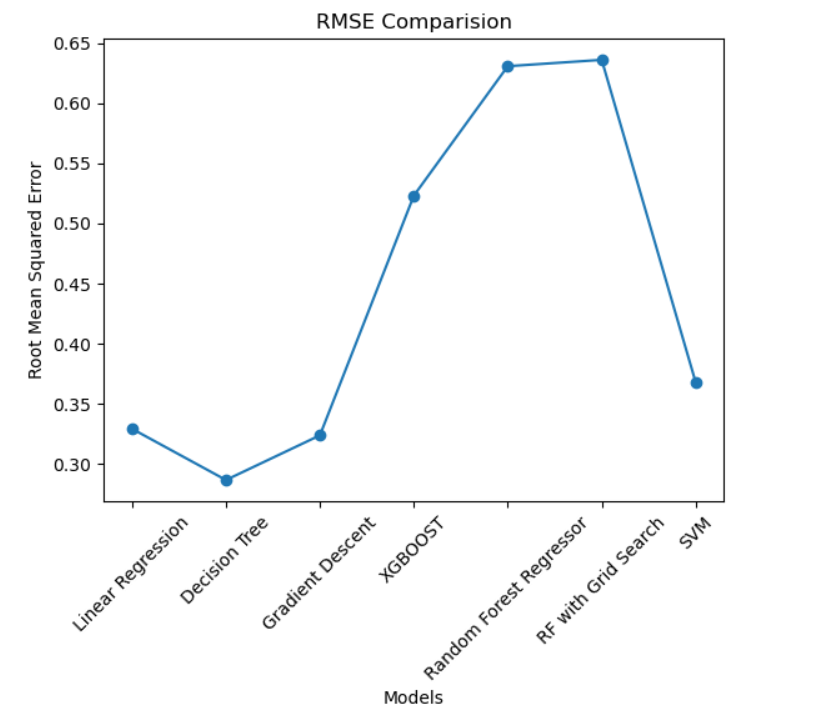 RMSE Comparision
Root Mean Squared Error
0.65
0.60
0.55
0.50
0.45
0.40
0.35
0.30
Linear Regression
Decision Tree
Gradient Descent
XGBOOST
Random Forest Regressor
RF with Grid Search
SVM
Models